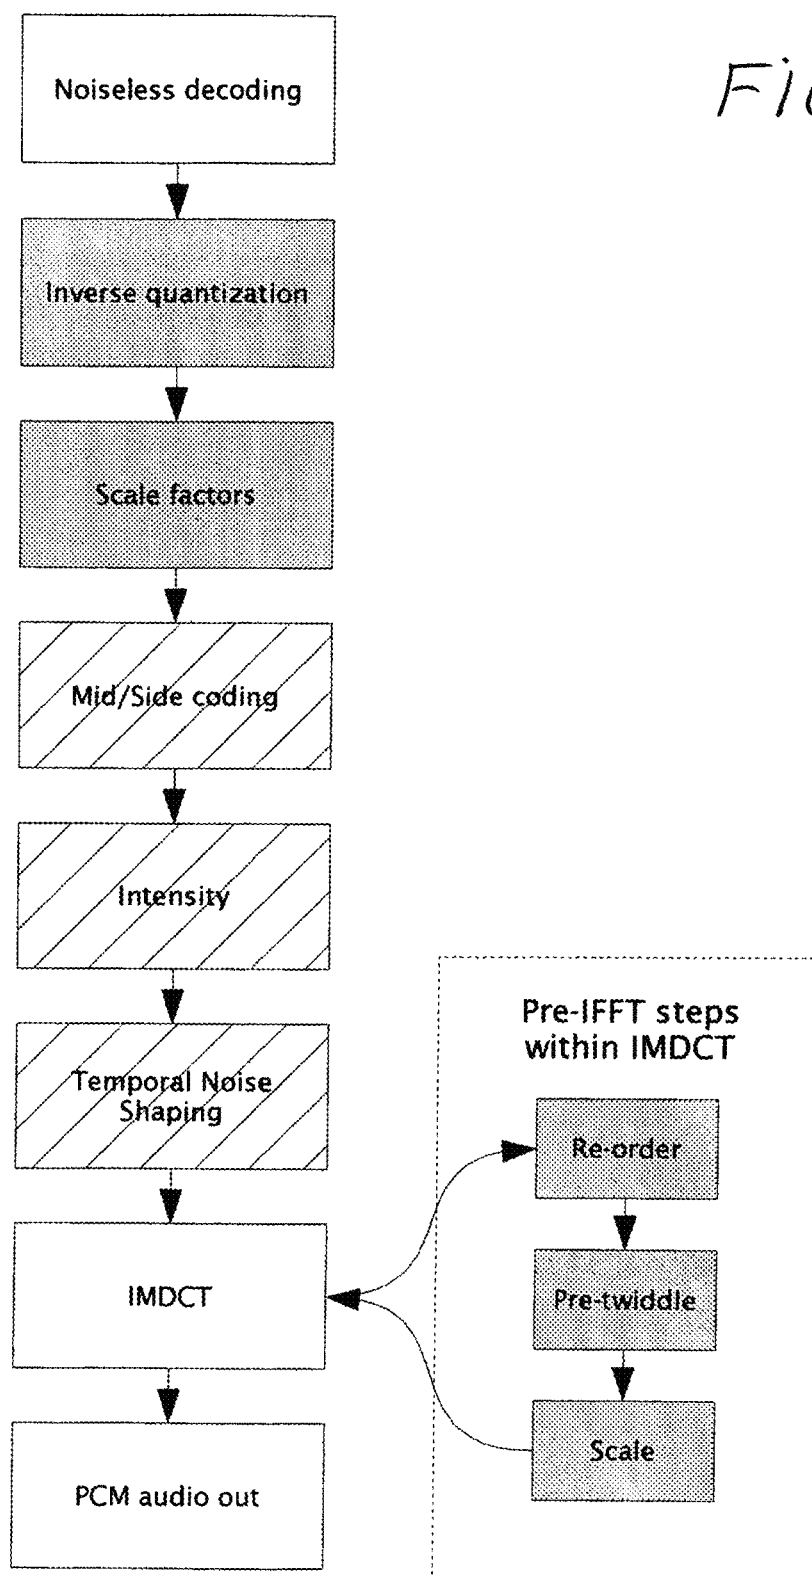 Noiseless decoding
Inverse quantization
Scale factors
Mid/Side coding
Intensity
Temporal Noise
Shaping
IMDCT
PCM audio out
Pre-IFFT steps
within IMDCT
Re-order
Pre-twiddle
Scale